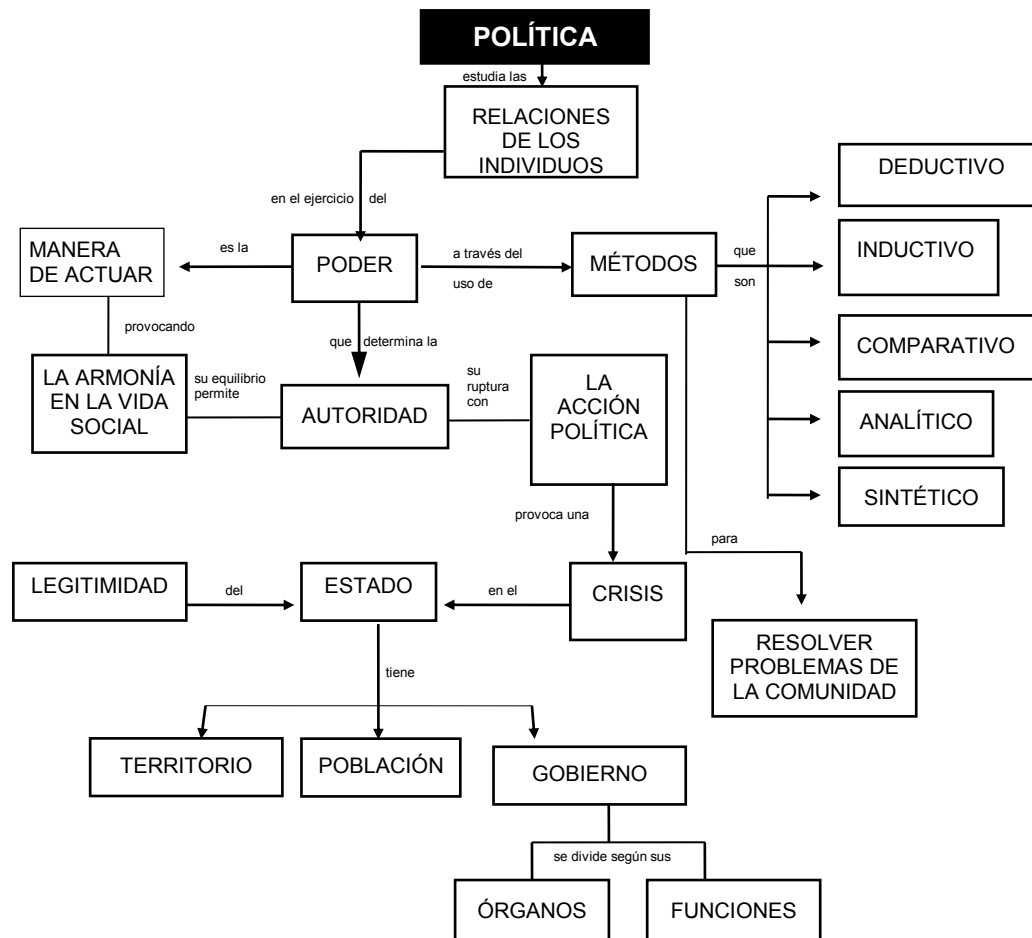 POLÍTICA
estudia las
RELACIONES
DE LOS
INDIVIDUOS
en el ejercicio del
MANERA
DE ACTUAR
es la
PODER
a través del
uso de
MÉTODOS
que
son
DEDUCTIVO
INDUCTIVO
COMPARATIVO
ANALÍTICO
SINTÉTICO
provocando
que determina la
LA ARMONÍA
EN LA VIDA
SOCIAL
su equilibrio
permite
AUTORIDAD
su
ruptura
con
LA
ACCIÓN
POLÍTICA
provoca una
para
LEGITIMIDAD
del
ESTADO
en el
CRISIS
RESOLVER
PROBLEMAS DE
LA COMUNIDAD
tiene
TERRITORIO
POBLACIÓN
GOBIERNO
se divide según sus
ÓRGANOS
FUNCIONES